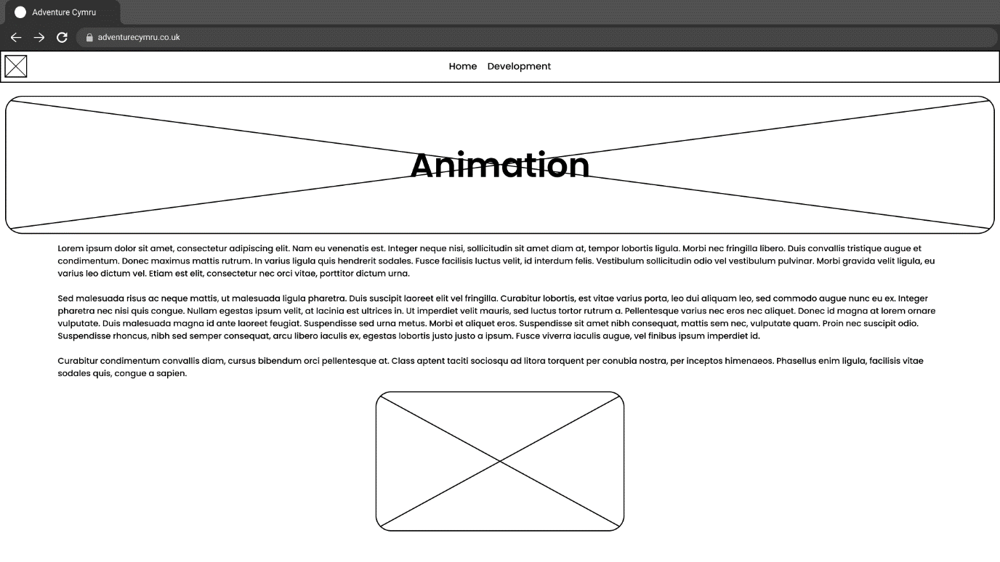 Adventure Cymru
adventurecymru.co.uk
Home Development
Animation
Lorem ipsum dolor sit amet, consectetur adipiscing elit. Nam eu venenatis est. Integer neque nisi, sollicitudin sit amet diam at, tempor lobortis ligula. Morbi nec fringilla libero. Duis convallis tristique augue et
condimentum. Donec maximus mattis rutrum. In varius ligula quis hendrerit sodales. Fusce facilisis luctus velit, id interdum felis. Vestibulum sollicitudin odio vel vestibulum pulvinar. Morbi gravida velit ligula, eu
varius leo dictum vel. Etiam est elit, consectetur nec orci vitae, porttitor dictum urna.
Sed malesuada risus ac neque mattis, ut malesuada ligula pharetra. Duis suscipit laoreet elit vel fringilla. Curabitur lobortis, est vitae varius porta, leo dui aliquam leo, sed commodo augue nunc eu ex. Integer
pharetra nec nisi quis congue. Nullam egestas ipsum velit, at lacinia est ultrices in. Ut imperdiet velit mauris, sed luctus tortor rutrum a. Pellentesque varius nec eros nec aliquet. Donec id magna at lorem ornare
vulputate. Duis malesuada magna id ante laoreet feugiat. Suspendisse sed urna metus. Morbi et aliquet eros. Suspendisse sit amet nibh consequat, mattis sem nec, vulputate quam. Proin nec suscipit odio.
Suspendisse rhoncus, nibh sed semper consequat, arcu libero iaculis ex, egestas lobortis justo justo a ipsum. Fusce viverra iaculis augue, vel finibus ipsum imperdiet id.
Curabitur condimentum convallis diam, cursus bibendum orci pellentesque at. Class aptent taciti sociosqu ad litora torquent per conubia nostra, per inceptos himenaeos. Phasellus enim ligula, facilisis vitae
sodales quis, congue a sapien.